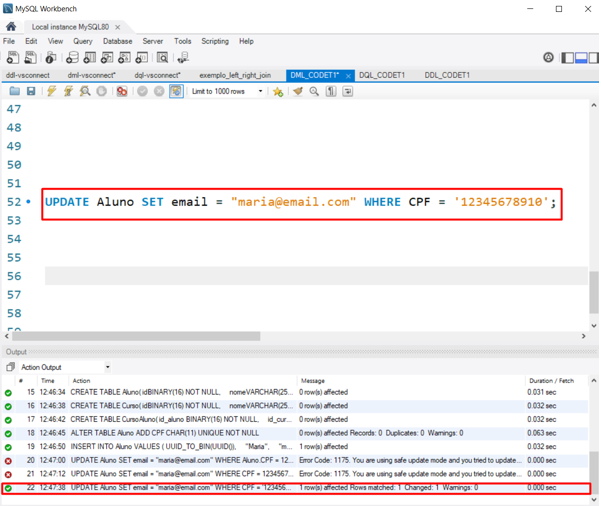 MySQL Workbench
Local instance MySQL80
File Edit View Query Database Server Tools Scripting Help
ddl-vsconnect dml-vsconnect* dql-vsconnect* exemplo_left_right_join DML_CODET1* DQL_CODET1 DDL_CODET1
Limit to 1000 rows
47
48
49
50
51
52 UPDATE Aluno SET email = "maria@email.com" WHERE CPF = '12345678910';
53
54
55
56
57
58
59
Output
Action Output
# Time Action Message Duration / Fetch
15 12:46:34 CREATE TABLE Aluno( idBINARY(16) NOT NULL, nomeVARCHAR(25... 0 row(s) affected 0.031 sec
16 12:46:38 CREATE TABLE Curso( idBINARY(16) NOT NULL, nomeVARCHAR(25... 0 row(s) affected 0.032 sec
17 12:46:42 CREATE TABLE CursoAluno( id_aluno BINARY(16) NOT NULL, id_cur... 0 row(s) affected 0.032 sec
18 12:46:45 ALTER TABLE Aluno ADD CPF CHAR(11) UNIQUE NOT NULL 0 row(s) affected Records: 0 Duplicates: 0 Warnings: 0 0.063 sec
19 12:46:50 INSERT INTO Aluno VALUES ( UUID_TO_BIN(UUID()), "Maria", "m... 1 row(s) affected 0.032 sec
20 12:47:00 UPDATE Aluno SET email = "maria@email.com" WHERE Aluno.CPF = 12... Error Code: 1175. You are using safe update mode and you tried to update... 0.000 sec
21 12:47:12 UPDATE Aluno SET email = "maria@email.com" WHERE CPF = 1234567... Error Code: 1175. You are using safe update mode and you tried to update... 0.000 sec
22 12:47:38 UPDATE Aluno SET email = "maria@email.com" WHERE CPF = '123456... 1 row(s) affected Rows matched: 1 Changed: 1 Warnings: 0 0.000 sec